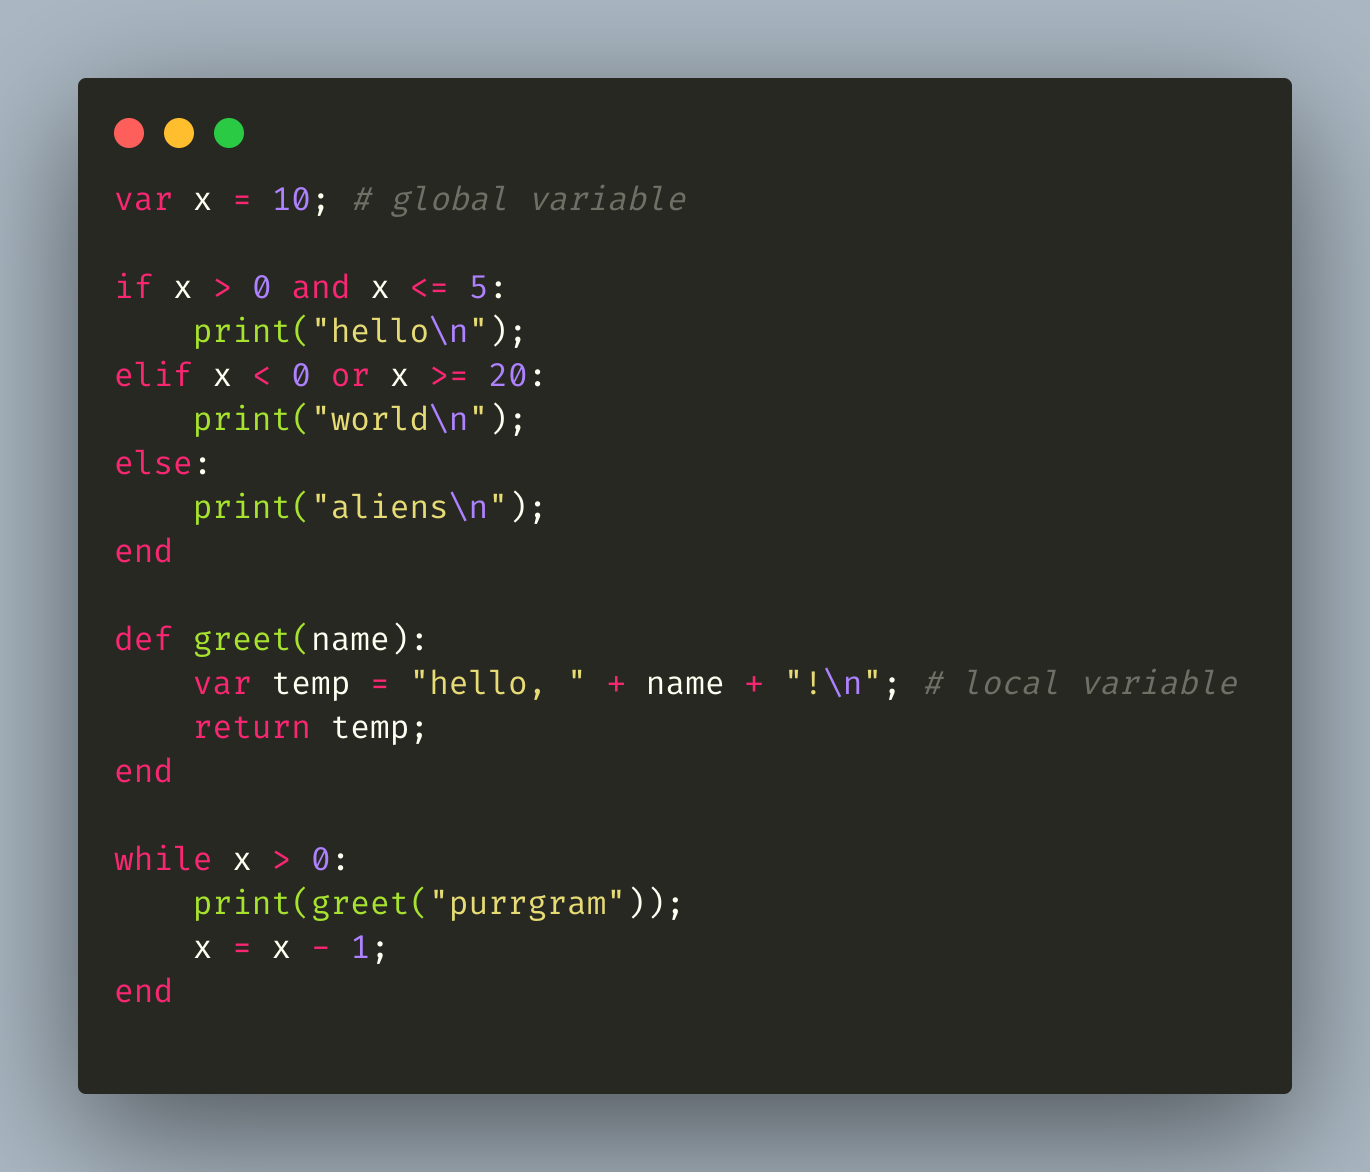 var x = 10; # global variable

if x > 0 and x <= 5:
    print("hello\n");
elif x < 0 or x >= 20:
    print("world\n");
else:
    print("aliens\n");
end

def greet(name):
    var temp = "hello, " + name + "!\n"; # local variable
    return temp;
end

while x > 0:
    print(greet("purrgram"));
    x = x - 1;
end